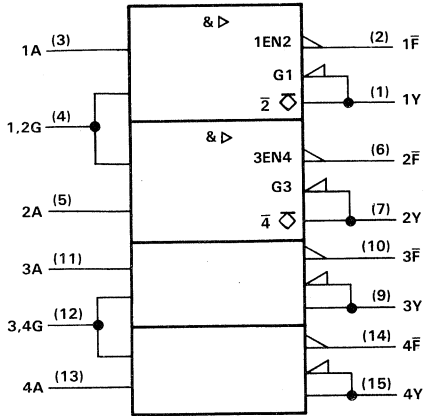 & ▷
1A (3) 1EN2 (2) 1F̅
G1
2̅ (1) 1Y
1,2G (4)
& ▷
3EN4 (6) 2F̅
G3
2A (5) 4̅ (7) 2Y
3A (11) (10) 3F̅
(9) 3Y
3,4G (12)
(14) 4F̅
4A (13) (15) 4Y